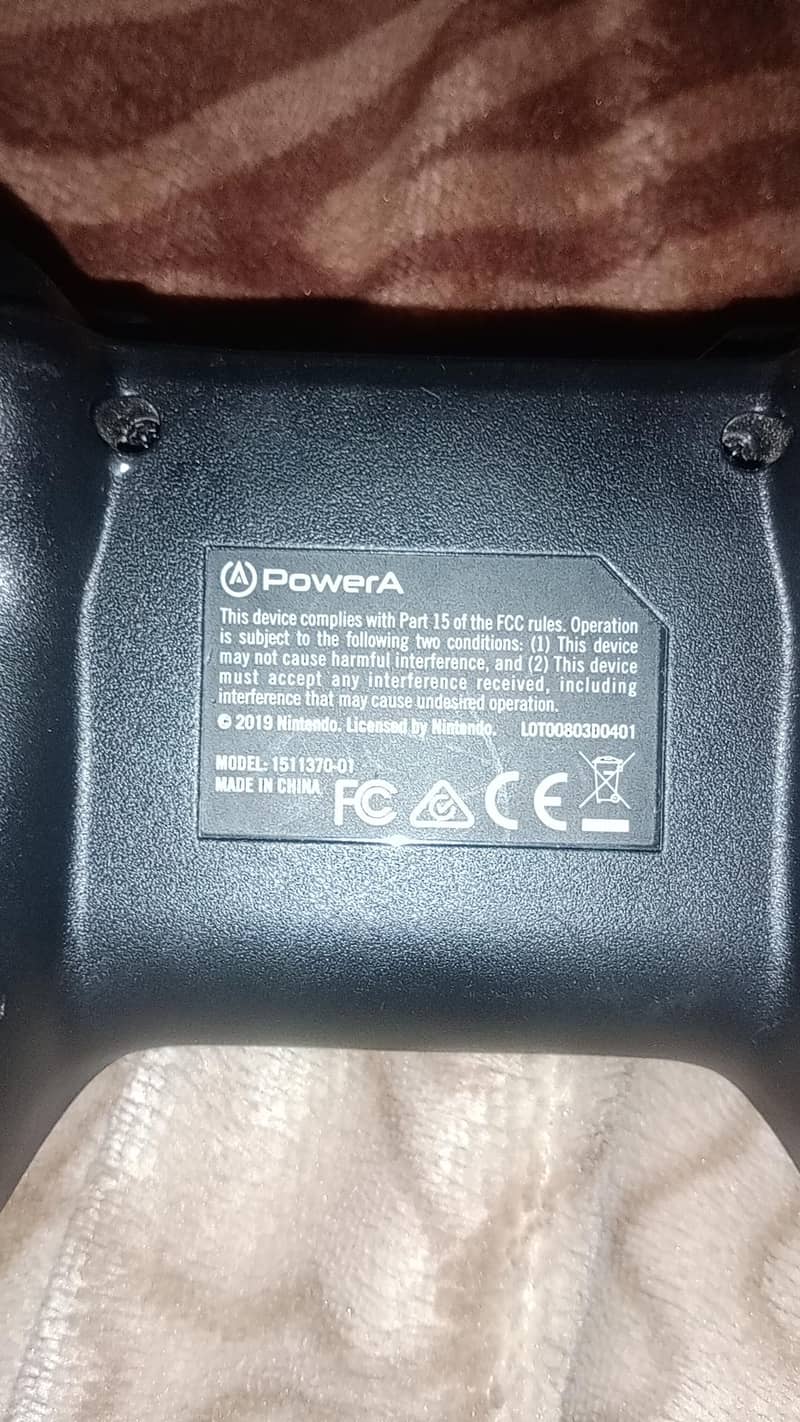 PowerA
This device complies with Part 15 of the FCC rules. Operation
is subject to the following two conditions: (1) This device
may not cause harmful interference, and (2) This device
must accept any interference received, including
interference that may cause undesired operation.
© 2019 Nintendo. Licensed by Nintendo. LOT00803D0401
MODEL: 1511370-01
MADE IN CHINA
FC CE